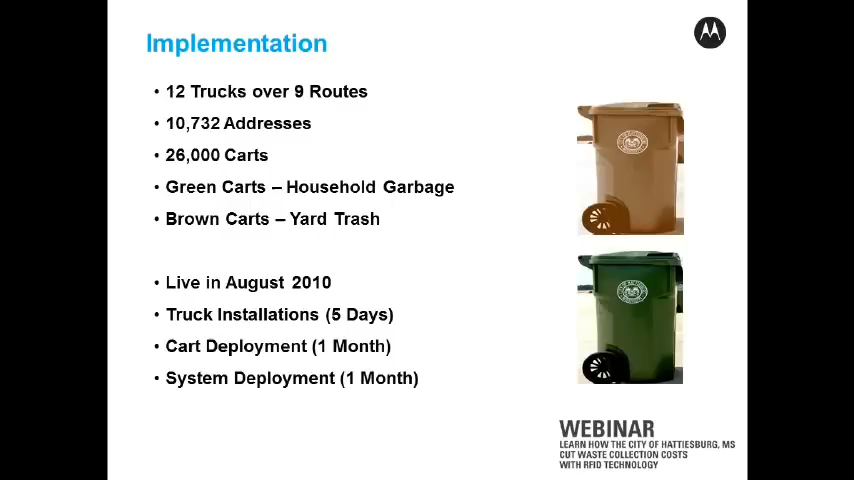 Implementation
• 12 Trucks over 9 Routes
• 10,732 Addresses
• 26,000 Carts
• Green Carts – Household Garbage
• Brown Carts – Yard Trash
• Live in August 2010
• Truck Installations (5 Days)
• Cart Deployment (1 Month)
• System Deployment (1 Month)
WEBINAR
LEARN HOW THE CITY OF HATTIESBURG, MS
CUT WASTE COLLECTION COSTS
WITH RFID TECHNOLOGY